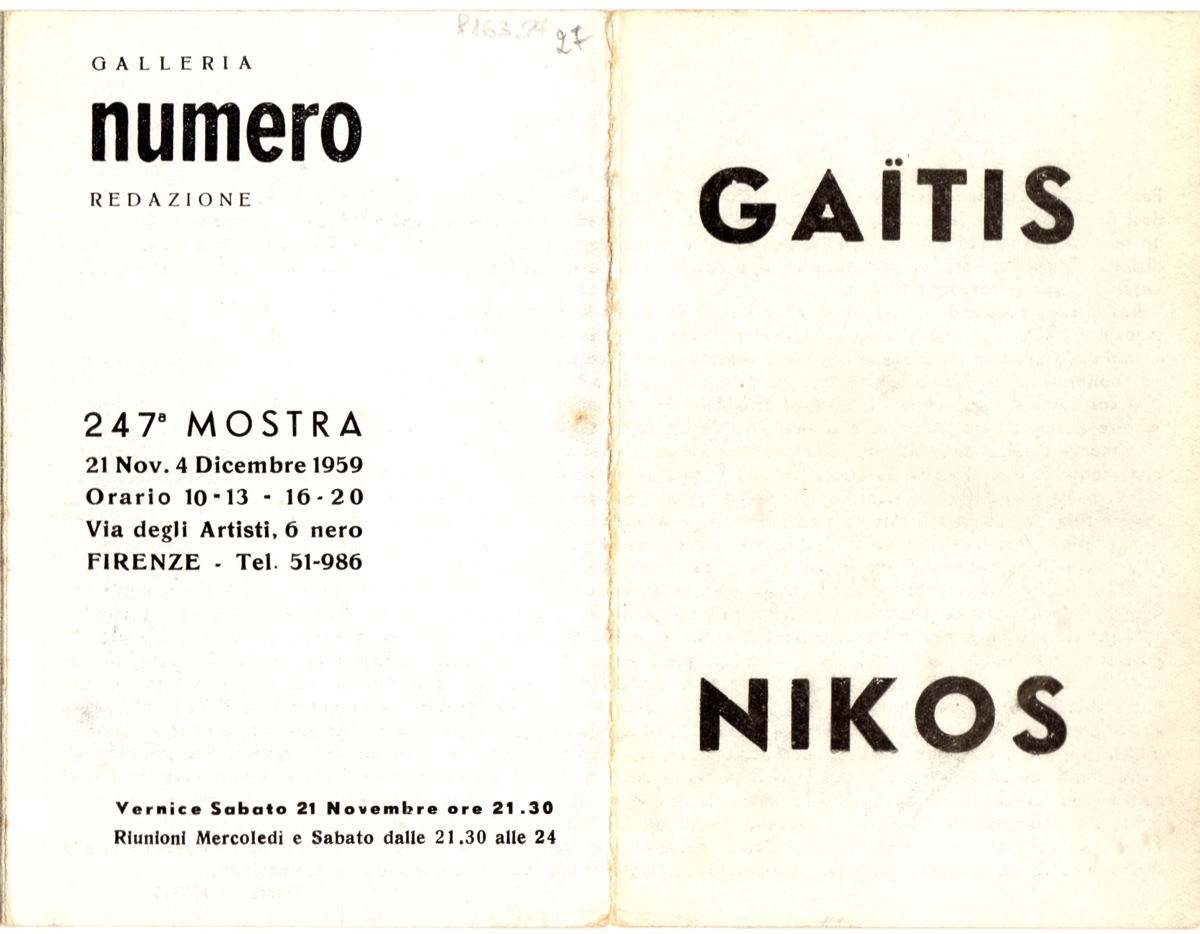 27
GALLERIA
numero
REDAZIONE
247ª MOSTRA
21 Nov. 4 Dicembre 1959
Orario 10-13 - 16-20
Via degli Artisti, 6 nero
FIRENZE - Tel. 51-986
Vernice Sabato 21 Novembre ore 21.30
Riunioni Mercoledì e Sabato dalle 21.30 alle 24
GAÏTIS
NIKOS